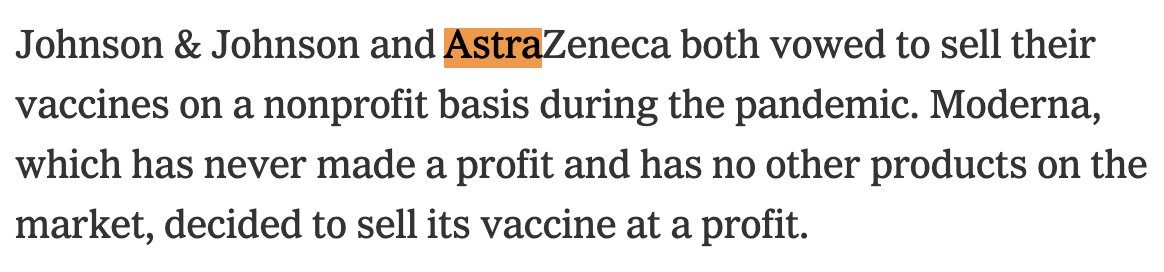 Johnson & Johnson and AstraZeneca both vowed to sell their
vaccines on a nonprofit basis during the pandemic. Moderna,
which has never made a profit and has no other products on the
market, decided to sell its vaccine at a profit.